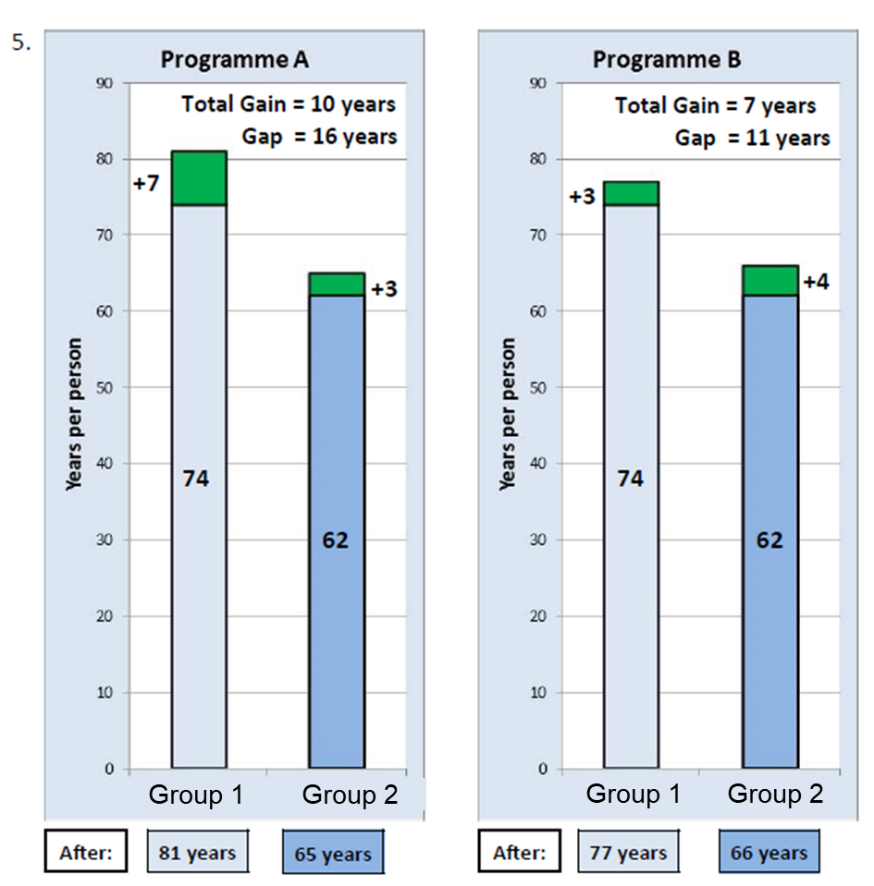 5.
Programme A
Total Gain = 10 years
Gap = 16 years
90
80
70
60
50
40
30
20
10
0
Years per person
+7
74
+3
62
Group 1
Group 2
After:
81 years
65 years
Programme B
Total Gain = 7 years
Gap = 11 years
90
80
70
60
50
40
30
20
10
0
Years per person
+3
74
+4
62
Group 1
Group 2
After:
77 years
66 years